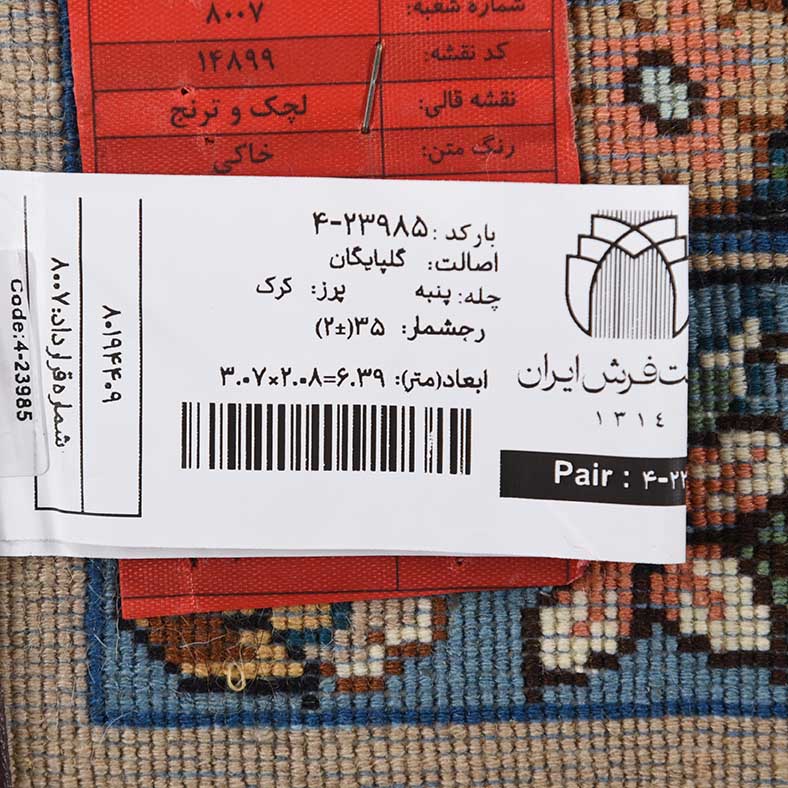 شماره شعبه: ۸۰۰۷
کد نقشه: ۱۴۸۹۹
نقشه قالی: لچک و ترنج
رنگ متن: خاکی
بارکد: ۴-۲۳۹۸۵
اصالت: گلپایگان
چله: پنبه پرز: کرک
رجشمار: ۳۵(±۲)
ابعاد(متر): ۳.۰۷×۲.۰۸=۶.۳۹
فرش ایران
۱۳۱٤
Pair : ۴-۲۲
۸۰۱۹۴۴۰۹
شماره قرارداد: ۸۰۰۷
Code:4-23985